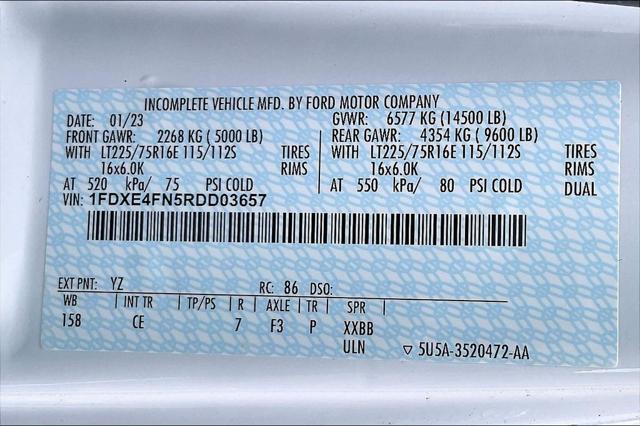 INCOMPLETE VEHICLE MFD. BY FORD MOTOR COMPANY
DATE: 01/23 GVWR: 6577 KG (14500 LB)
FRONT GAWR: 2268 KG ( 5000 LB) REAR GAWR: 4354 KG ( 9600 LB)
WITH LT225/75R16E 115/112S TIRES WITH LT225/75R16E 115/112S TIRES
16x6.0K RIMS 16x6.0K RIMS
AT 520 kPa/ 75 PSI COLD AT 550 kPa/ 80 PSI COLD DUAL
VIN: 1FDXE4FN5RDD03657
EXT PNT: YZ RC: 86 DSO:
WB INT TR TP/PS R AXLE TR SPR
158 CE 7 F3 P XXBB
ULN ▽ 5U5A-3520472-AA